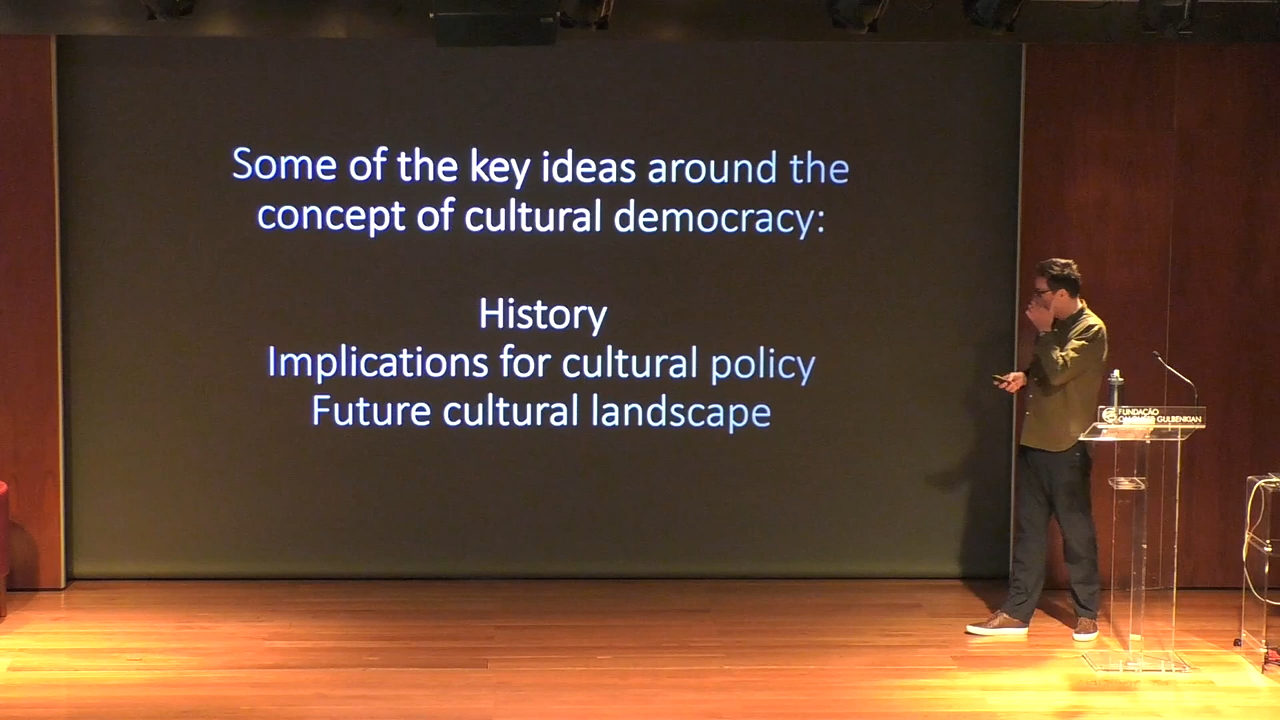 Some of the key ideas around the
concept of cultural democracy:
History
Implications for cultural policy
Future cultural landscape
FUNDAÇÃO
CALOUSTE GULBENKIAN